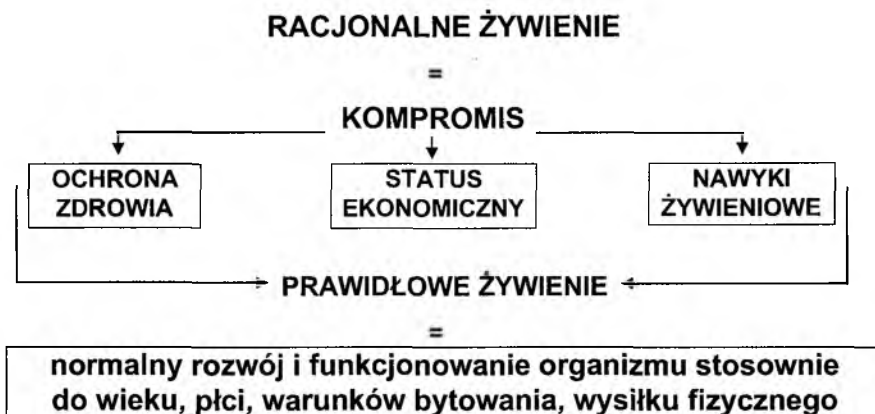 RACJONALNE ŻYWIENIE
=
KOMPROMIS
OCHRONA
ZDROWIA
STATUS
EKONOMICZNY
NAWYKI
ŻYWIENIOWE
PRAWIDŁOWE ŻYWIENIE
=
normalny rozwój i funkcjonowanie organizmu stosownie
do wieku, płci, warunków bytowania, wysiłku fizycznego